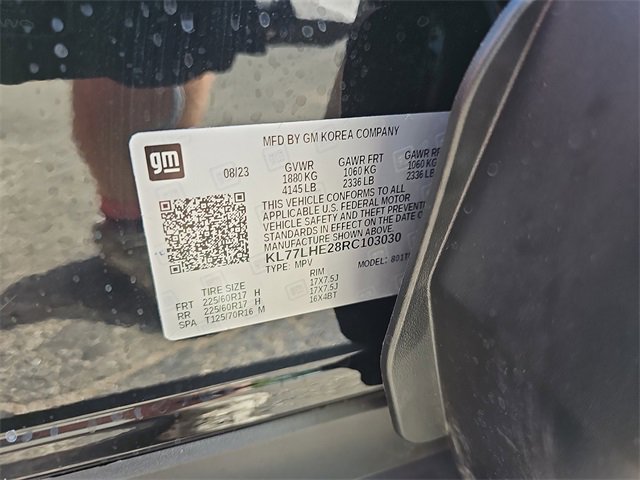 MFD BY GM KOREA COMPANY
gm
08/23
GVWR GAWR FRT GAWR
1880 KG 1060 KG 1060 KG
4145 LB 2336 LB 2336 LB
THIS VEHICLE CONFORMS TO ALL
APPLICABLE U.S. FEDERAL MOTOR
VEHICLE SAFETY AND THEFT
STANDARDS IN EFFECT ON THE DATE
MANUFACTURE SHOWN ABOVE.
KL77LHE28RC103030
TYPE: MPV MODEL:
TIRE SIZE RIM
FRT 225/60R17 H 17X7.5J
RR 225/60R17 H 17X7.5J
SPA T125/70R16 M 16X4BT